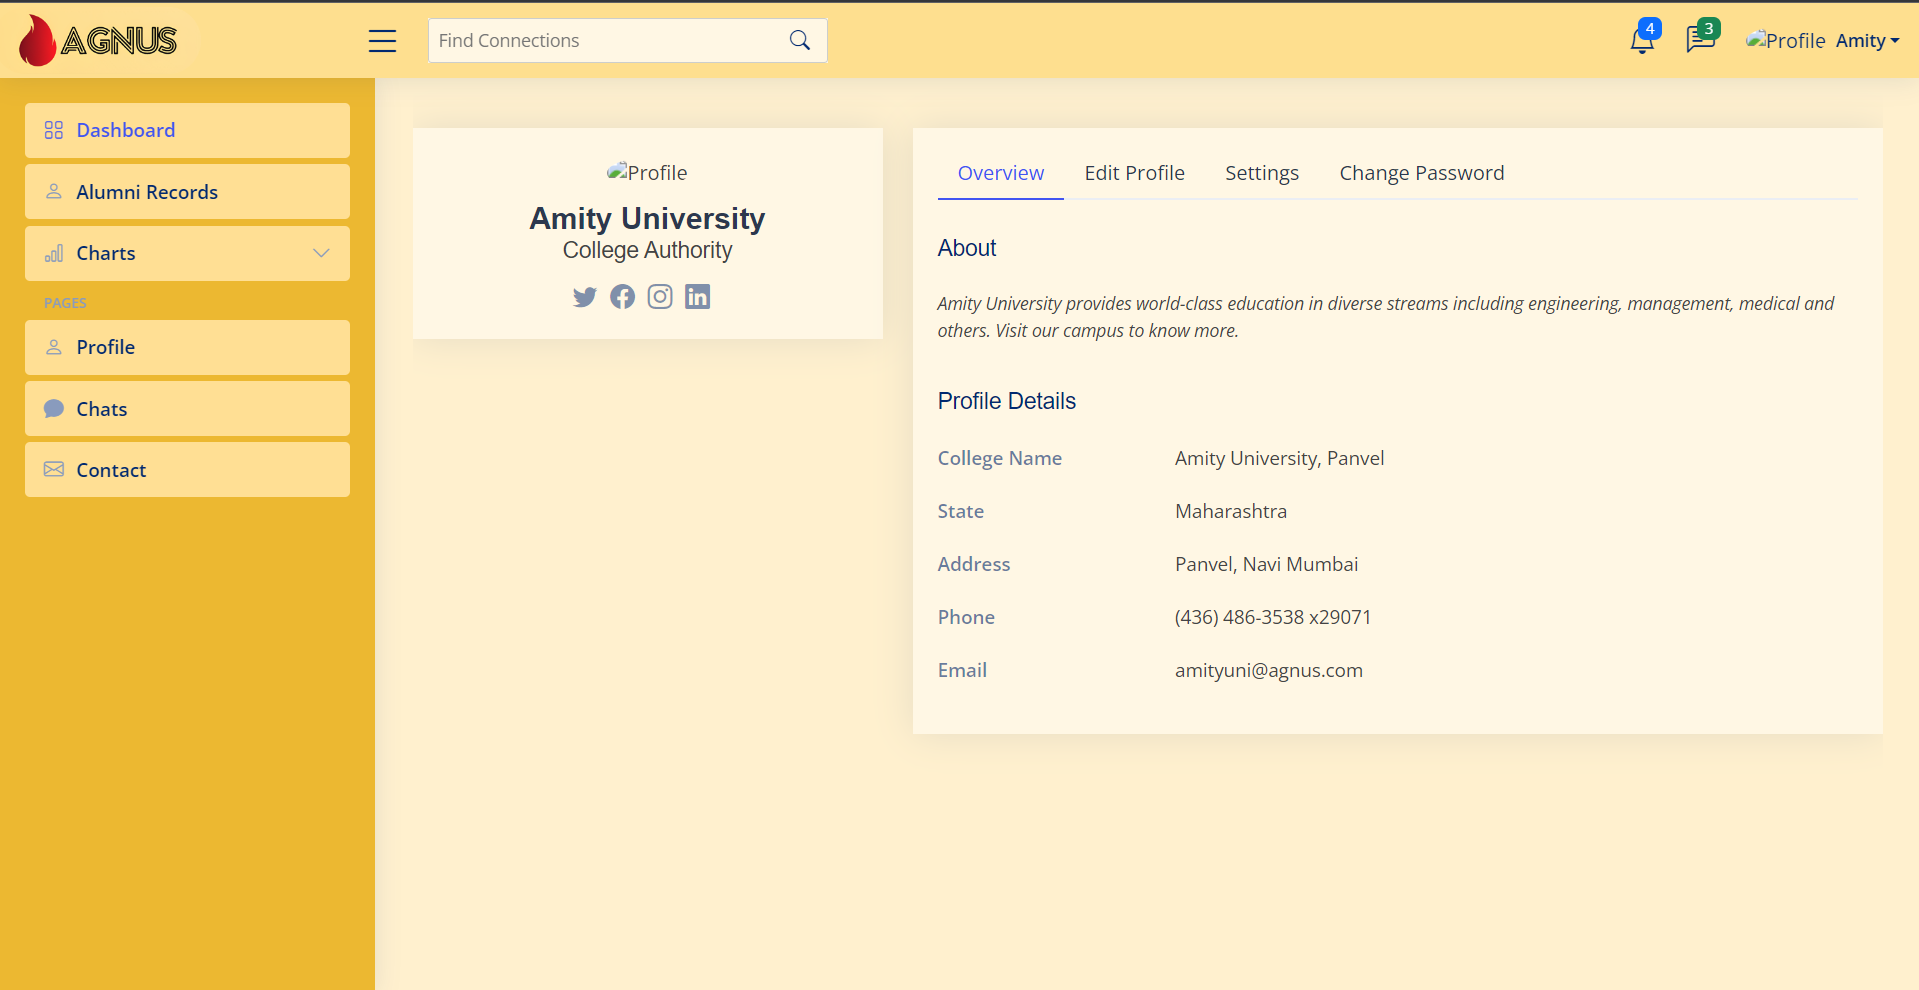 AGNUS
Find Connections
4
3
Profile Amity
Dashboard
Alumni Records
Charts
PAGES
Profile
Chats
Contact
Profile
Amity University
College Authority
Overview Edit Profile Settings Change Password
About
Amity University provides world-class education in diverse streams including engineering, management, medical and
others. Visit our campus to know more.
Profile Details
College Name Amity University, Panvel
State Maharashtra
Address Panvel, Navi Mumbai
Phone (436) 486-3538 x29071
Email amityuni@agnus.com